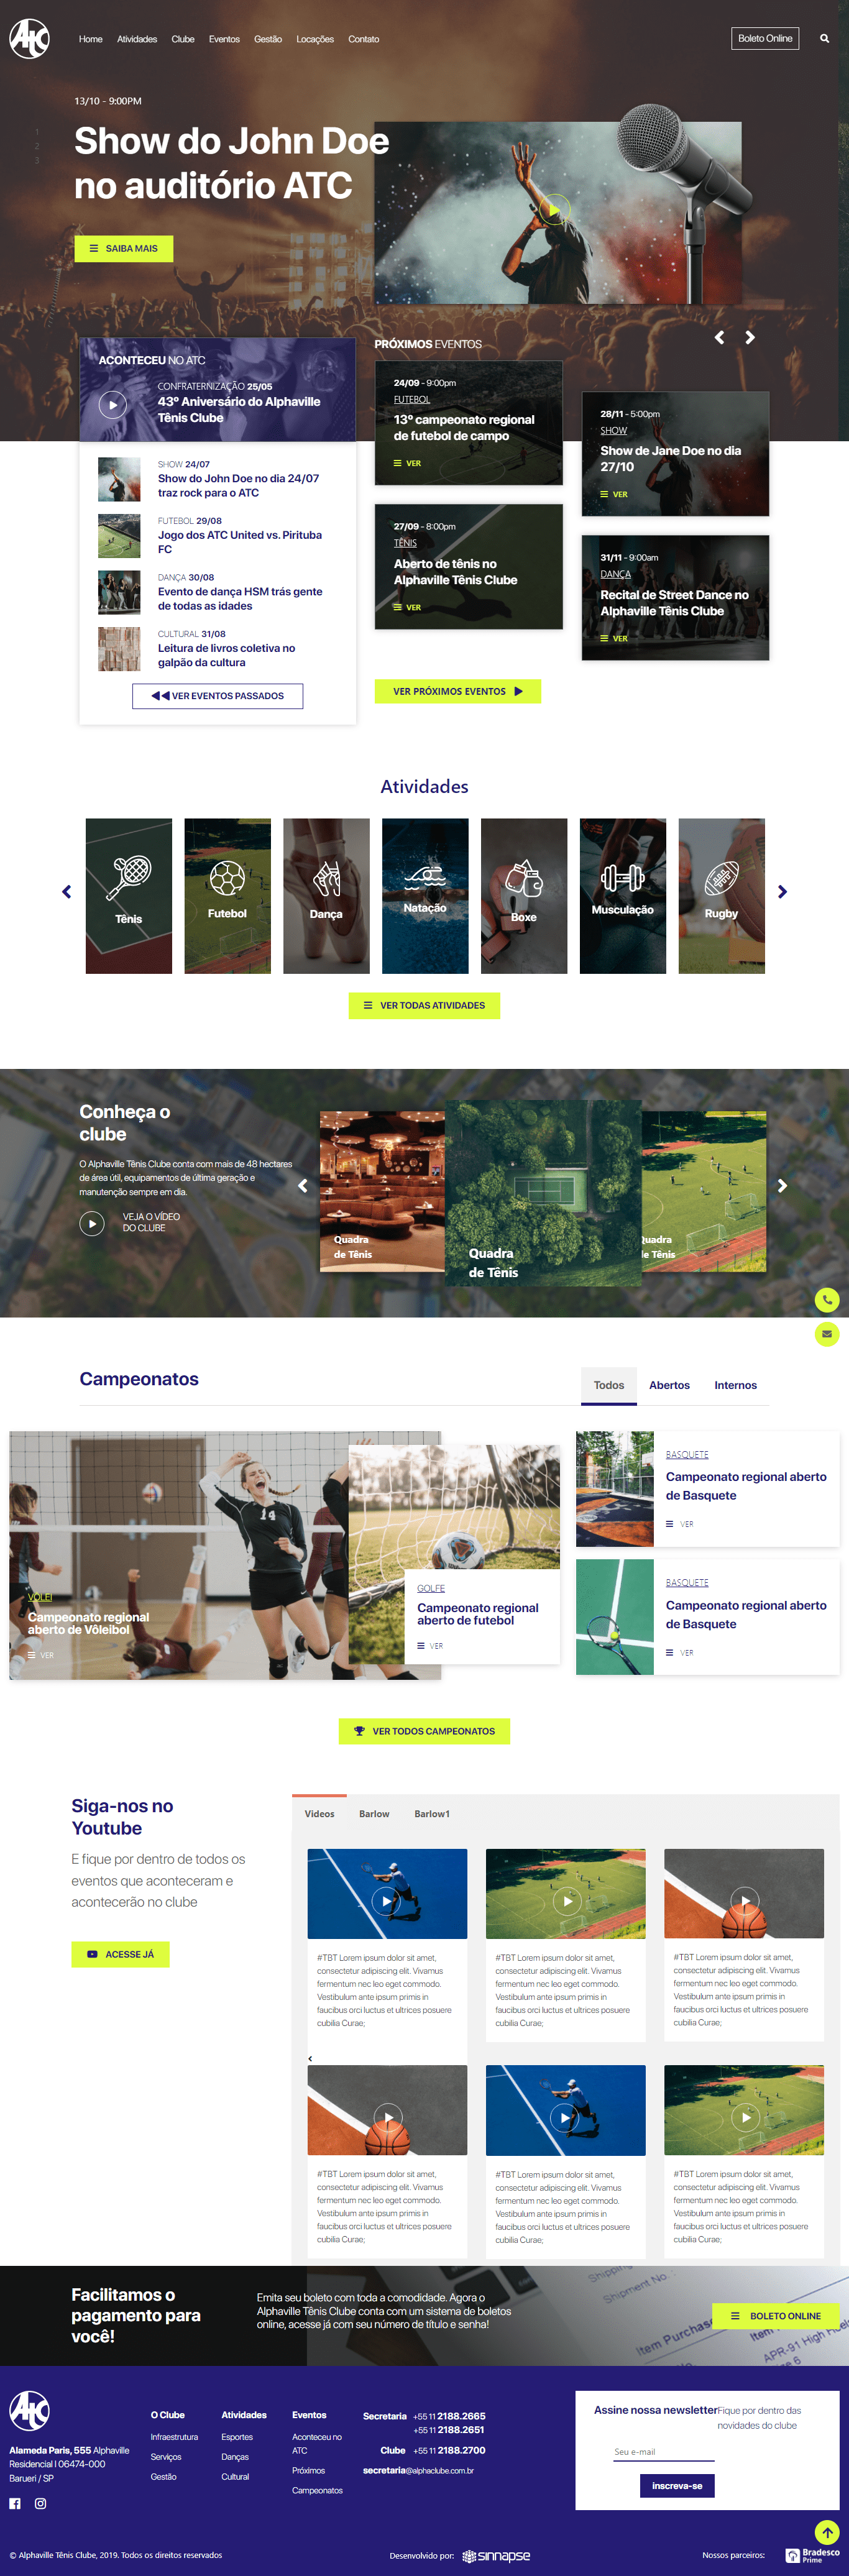 ATC
Home Atividades Clube Eventos Gestão Locações Contato
Boleto Online
13/10 - 9:00PM
1
2
3
Show do John Doe
no auditório ATC
SAIBA MAIS
ACONTECEU NO ATC
CONFRATERNIZAÇÃO 25/05
43º Aniversário do Alphaville
Tênis Clube
SHOW 24/07
Show do John Doe no dia 24/07
traz rock para o ATC
FUTEBOL 29/08
Jogo dos ATC United vs. Pirituba
FC
DANÇA 30/08
Evento de dança HSM trás gente
de todas as idades
CULTURAL 31/08
Leitura de livros coletiva no
galpão da cultura
VER EVENTOS PASSADOS
PRÓXIMOS EVENTOS
24/09 - 9:00pm
FUTEBOL
13º campeonato regional
de futebol de campo
VER
28/11 - 5:00pm
SHOW
Show de Jane Doe no dia
27/10
VER
27/09 - 8:00pm
TÊNIS
Aberto de tênis no
Alphaville Tênis Clube
VER
31/11 - 9:00am
DANÇA
Recital de Street Dance no
Alphaville Tênis Clube
VER
VER PRÓXIMOS EVENTOS
Atividades
Tênis
Futebol
Dança
Natação
Boxe
Musculação
Rugby
VER TODAS ATIVIDADES
Conheça o
clube
O Alphaville Tênis Clube conta com mais de 48 hectares
de área útil, equipamentos de última geração e
manutenção sempre em dia.
VEJA O VÍDEO
DO CLUBE
Quadra
de Tênis
Quadra
de Tênis
Quadra
de Tênis
Campeonatos
Todos Abertos Internos
VÔLEI
Campeonato regional
aberto de Vôleibol
VER
14
GOLFE
Campeonato regional
aberto de futebol
VER
BASQUETE
Campeonato regional aberto
de Basquete
VER
BASQUETE
Campeonato regional aberto
de Basquete
VER
VER TODOS CAMPEONATOS
Siga-nos no
Youtube
E fique por dentro de todos os
eventos que aconteceram e
acontecerão no clube
ACESSE JÁ
Videos Barlow Barlow1
#TBT Lorem ipsum dolor sit amet,
consectetur adipiscing elit. Vivamus
fermentum nec leo eget commodo.
Vestibulum ante ipsum primis in
faucibus orci luctus et ultrices posuere
cubilia Curae;
#TBT Lorem ipsum dolor sit amet,
consectetur adipiscing elit. Vivamus
fermentum nec leo eget commodo.
Vestibulum ante ipsum primis in
faucibus orci luctus et ultrices posuere
cubilia Curae;
#TBT Lorem ipsum dolor sit amet,
consectetur adipiscing elit. Vivamus
fermentum nec leo eget commodo.
Vestibulum ante ipsum primis in
faucibus orci luctus et ultrices posuere
cubilia Curae;
#TBT Lorem ipsum dolor sit amet,
consectetur adipiscing elit. Vivamus
fermentum nec leo eget commodo.
Vestibulum ante ipsum primis in
faucibus orci luctus et ultrices posuere
cubilia Curae;
#TBT Lorem ipsum dolor sit amet,
consectetur adipiscing elit. Vivamus
fermentum nec leo eget commodo.
Vestibulum ante ipsum primis in
faucibus orci luctus et ultrices posuere
cubilia Curae;
#TBT Lorem ipsum dolor sit amet,
consectetur adipiscing elit. Vivamus
fermentum nec leo eget commodo.
Vestibulum ante ipsum primis in
faucibus orci luctus et ultrices posuere
cubilia Curae;
Facilitamos o
pagamento para
você!
Emita seu boleto com toda a comodidade. Agora o
Alphaville Tênis Clube conta com um sistema de boletos
online, acesse já com seu número de título e senha!
Shipping
Shipment No.:
Item Purchas
Item
APR-91 High
BOLETO ONLINE
ATC
Alameda Paris, 555 Alphaville
Residencial I 06474-000
Barueri / SP
O Clube
Infraestrutura
Serviços
Gestão
Atividades
Esportes
Danças
Cultural
Eventos
Aconteceu no
ATC
Próximos
Campeonatos
Secretaria +55 11 2188.2665
+55 11 2188.2651
Clube +55 11 2188.2700
secretaria@alphaclube.com.br
Assine nossa newsletter Fique por dentro das
novidades do clube
Seu e-mail
inscreva-se
© Alphaville Tênis Clube, 2019. Todos os direitos reservados
Desenvolvido por: sinnapse
Nossos parceiros: Bradesco
Prime